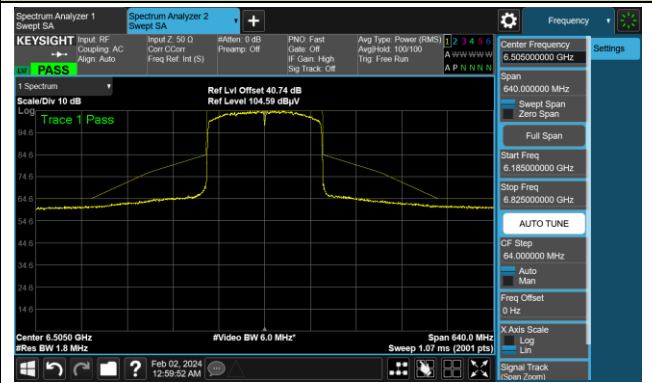 Spectrum Analyzer 1
Swept SA
Spectrum Analyzer 2
Swept SA
Frequency
KEYSIGHT
Input: RF
Coupling: AC
Align: Auto
Input Z: 50 Ω
Corr CCorr
Freq Ref: Int (S)
#Atten: 0 dB
Preamp: Off
PNO: Fast
Gate: Off
IF Gain: High
Sig Track: Off
Avg Type: Power (RMS)
Avg|Hold: 100/100
Trig: Free Run
1 2 3 4 5 6
A W W W W W
A P N N N N
PASS
1 Spectrum
Scale/Div 10 dB
Log
Ref Lvl Offset 40.74 dB
Ref Level 104.59 dBµV
Trace 1 Pass
94.6
84.6
74.6
64.6
54.6
44.6
34.6
24.6
14.6
Center 6.5050 GHz
#Res BW 1.8 MHz
#Video BW 6.0 MHz*
Span 640.0 MHz
Sweep 1.07 ms (2001 pts)
Center Frequency
6.505000000 GHz
Settings
Span
640.000000 MHz
Swept Span
Zero Span
Full Span
Start Freq
6.185000000 GHz
Stop Freq
6.825000000 GHz
AUTO TUNE
CF Step
64.000000 MHz
Auto
Man
Freq Offset
0 Hz
X Axis Scale
Log
Lin
Signal Track
(Span Zoom)
Feb 02, 2024
12:59:52 AM